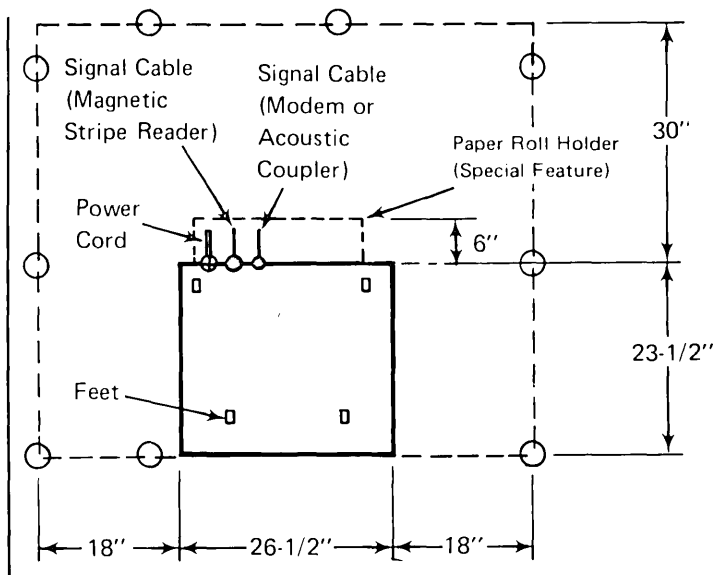 Signal Cable
(Magnetic
Stripe Reader)
Signal Cable
(Modem or
Acoustic
Coupler)
Paper Roll Holder
(Special Feature)
30''
Power
Cord
6''
23-1/2''
Feet
18''
26-1/2''
18''